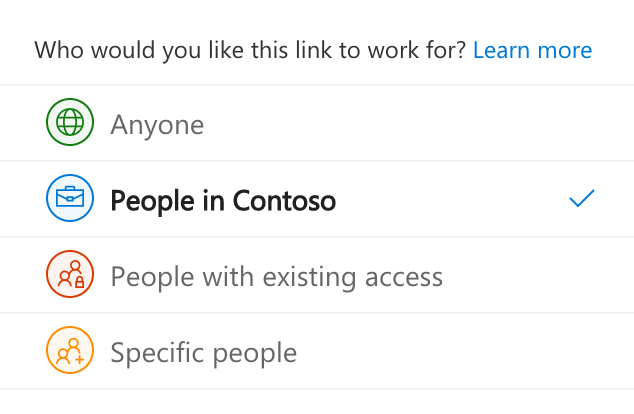 Who would you like this link to work for? Learn more
Anyone
People in Contoso
People with existing access
Specific people